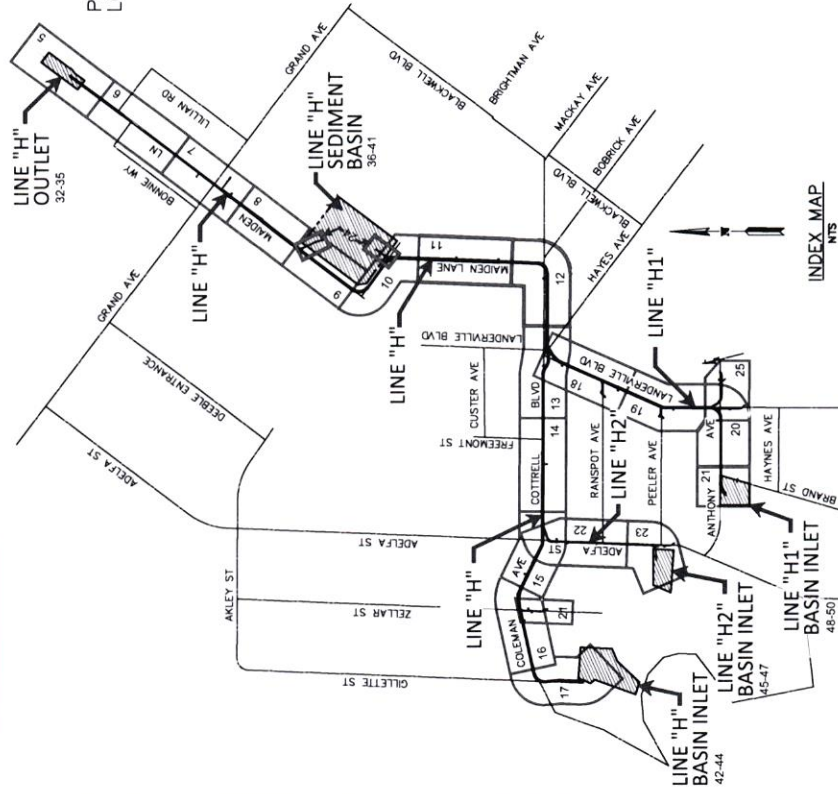 P
L
5
LINE "H"
OUTLET
32-35
6
LILLIAN RD
GRAND AVE
BONNIE WY
LN
7
LINE "H"
SEDIMENT
BASIN
36-41
BLACKWELL BLVD
BRIGHTMAN AVE
GRAND AVE
MAIDEN
8
LINE "H"
9
10
11
MAIDEN LANE
MACKAY AVE
BOBRICK AVE
BLACKWELL BLVD
DEEBLE ENTRANCE
ADELFA ST
LINE "H"
12
HAYES AVE
LANDERVILLE BLVD
CUSTER AVE
FREEMONT ST
BLVD
13
14
COTTRELL
18
LANDERVILLE BLVD
19
LINE "H1"
INDEX MAP
NTS
AKLEY ST
ADELFA ST
RANSPOT AVE
LINE "H2"
PEELER AVE
25
20
AVE
21
ANTHONY
HAYNES AVE
BRAND ST
22
ADELFA
ST
23
LINE "H"
ZELLAR ST
AVE
15
COLEMAN
16
GILLETTE ST
17
LINE "H1"
BASIN INLET
48-50
LINE "H2"
BASIN INLET
45-47
LINE "H"
BASIN INLET
42-44